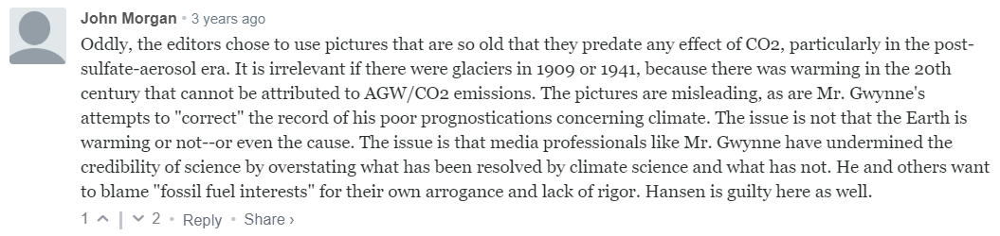 John Morgan • 3 years ago
Oddly, the editors chose to use pictures that are so old that they predate any effect of CO2, particularly in the post-
sulfate-aerosol era. It is irrelevant if there were glaciers in 1909 or 1941, because there was warming in the 20th
century that cannot be attributed to AGW/CO2 emissions. The pictures are misleading, as are Mr. Gwynne's
attempts to "correct" the record of his poor prognostications concerning climate. The issue is not that the Earth is
warming or not--or even the cause. The issue is that media professionals like Mr. Gwynne have undermined the
credibility of science by overstating what has been resolved by climate science and what has not. He and others want
to blame "fossil fuel interests" for their own arrogance and lack of rigor. Hansen is guilty here as well.
1 | 2 • Reply • Share ›